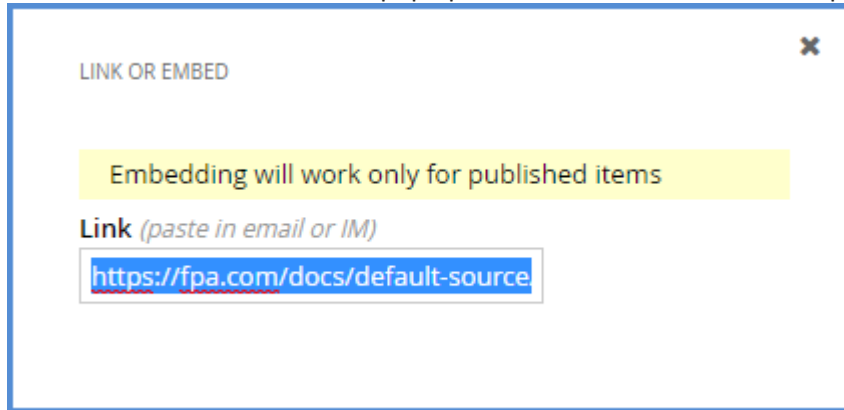 LINK OR EMBED
Embedding will work only for published items
Link (paste in email or IM)
https://fpa.com/docs/default-source